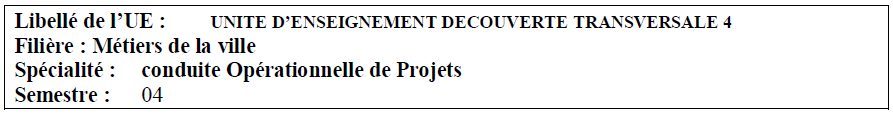 Libellé de l’UE : UNITE D’ENSEIGNEMENT DECOUVERTE TRANSVERSALE 4
Filière : Métiers de la ville
Spécialité : conduite Opérationnelle de Projets
Semestre : 04